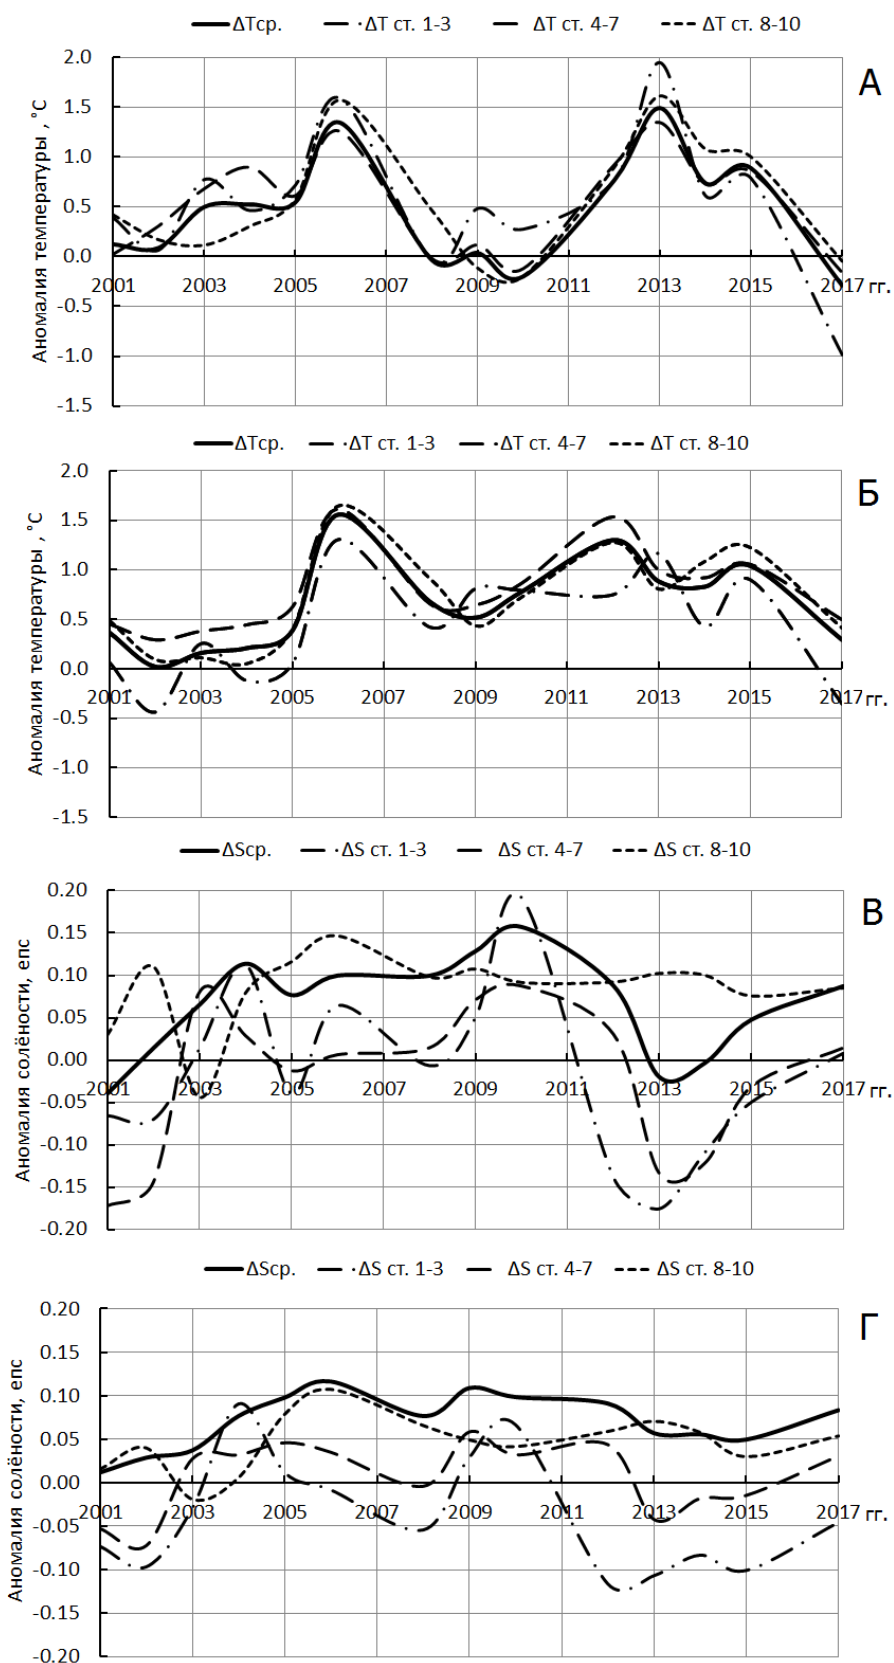 ΔTср. ΔT ст. 1-3 ΔT ст. 4-7 ΔT ст. 8-10
А
Аномалия температуры , °С
2.0
1.5
1.0
0.5
0.0
-0.5
-1.0
-1.5
2001 2003 2005 2007 2009 2011 2013 2015 2017 гг.
ΔTср. ΔT ст. 1-3 ΔT ст. 4-7 ΔT ст. 8-10
Б
Аномалия температуры , °С
2.0
1.5
1.0
0.5
0.0
-0.5
-1.0
-1.5
2001 2003 2005 2007 2009 2011 2013 2015 2017 гг.
ΔSср. ΔS ст. 1-3 ΔS ст. 4-7 ΔS ст. 8-10
В
Аномалия солёности, епс
0.20
0.15
0.10
0.05
0.00
-0.05
-0.10
-0.15
-0.20
2001 2003 2005 2007 2009 2011 2013 2015 2017 гг.
ΔSср. ΔS ст. 1-3 ΔS ст. 4-7 ΔS ст. 8-10
Г
Аномалия солёности, епс
0.20
0.15
0.10
0.05
0.00
-0.05
-0.10
-0.15
-0.20
2001 2003 2005 2007 2009 2011 2013 2015 2017 гг.